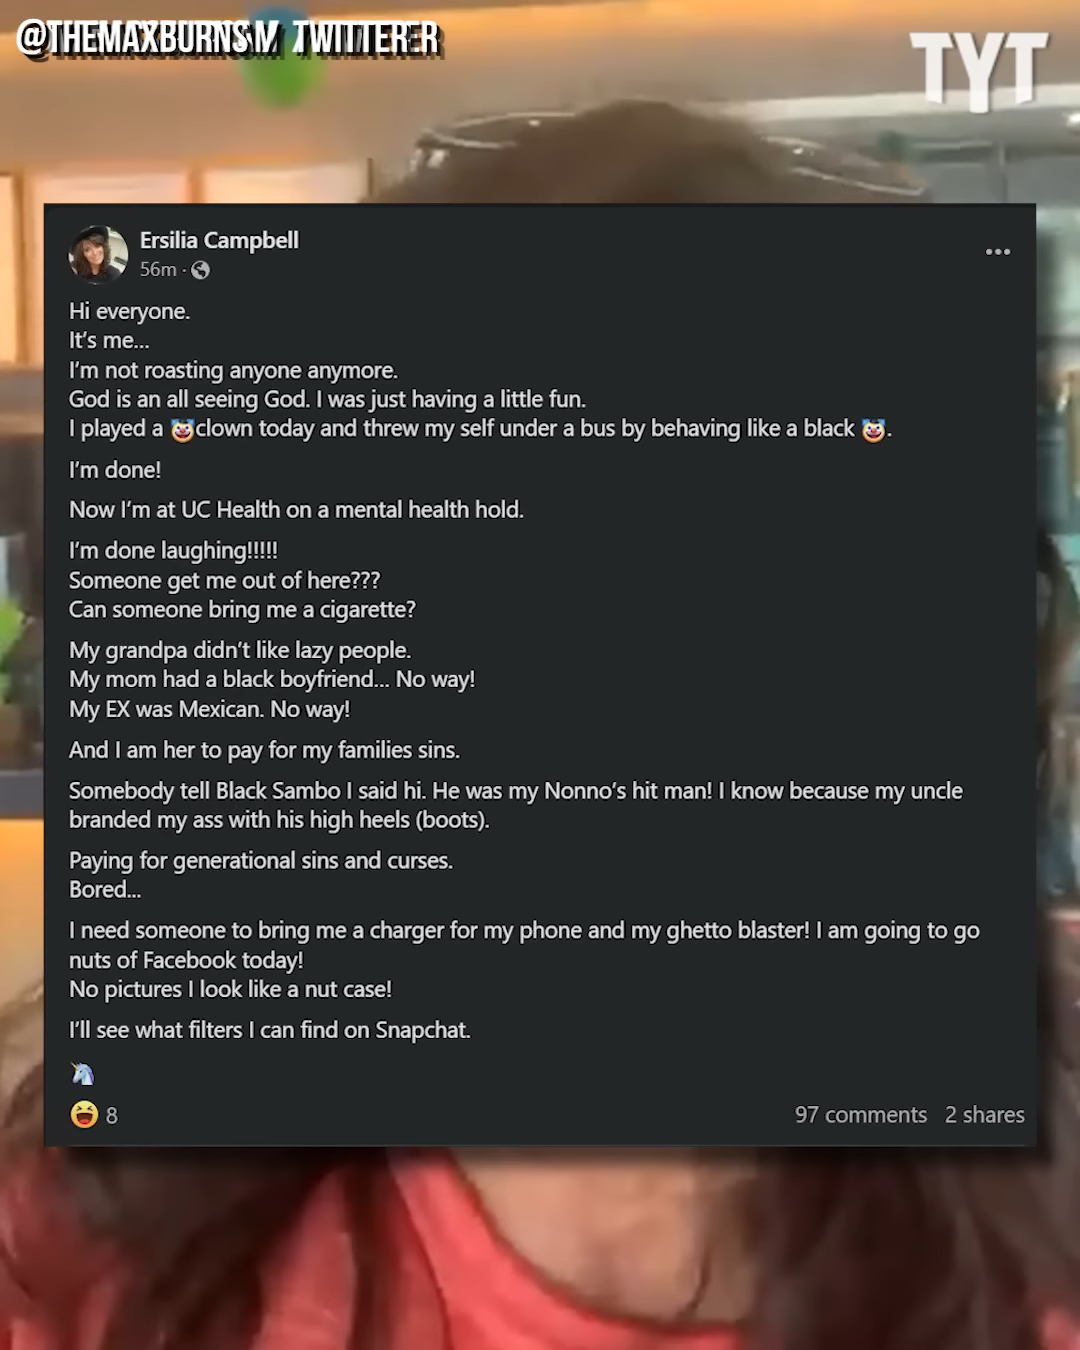 @THEMAXBURNS
TYT
Ersilia Campbell
56m ·
Hi everyone.
It's me...
I'm not roasting anyone anymore.
God is an all seeing God. I was just having a little fun.
I played a 🤡clown today and threw my self under a bus by behaving like a black 🤡.
I'm done!
Now I'm at UC Health on a mental health hold.
I'm done laughing!!!!!
Someone get me out of here???
Can someone bring me a cigarette?
My grandpa didn't like lazy people.
My mom had a black boyfriend... No way!
My EX was Mexican. No way!
And I am her to pay for my families sins.
Somebody tell Black Sambo I said hi. He was my Nonno's hit man! I know because my uncle
branded my ass with his high heels (boots).
Paying for generational sins and curses.
Bored...
I need someone to bring me a charger for my phone and my ghetto blaster! I am going to go
nuts of Facebook today!
No pictures I look like a nut case!
I'll see what filters I can find on Snapchat.
🦄
😆 8 97 comments 2 shares